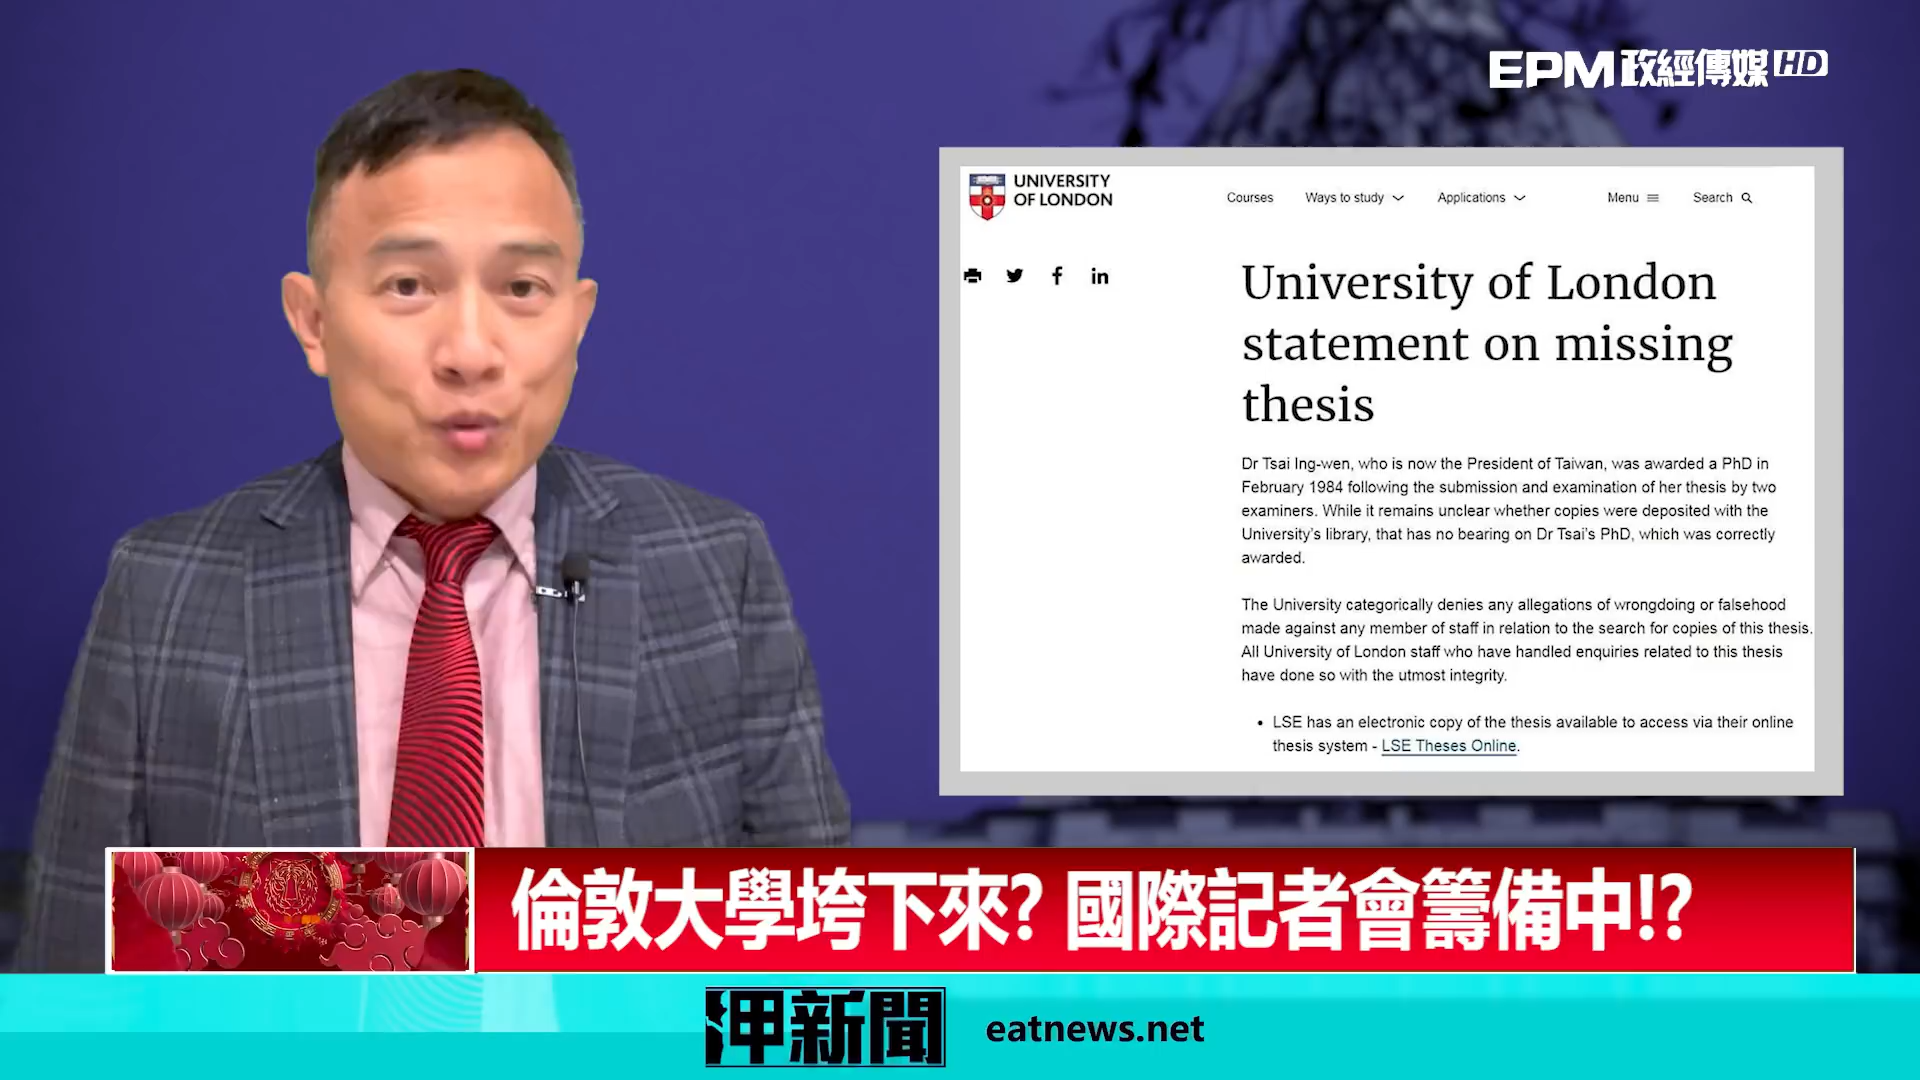 EPM政經傳媒HD
UNIVERSITY
OF LONDON
Courses Ways to study Applications Menu Search
University of London
statement on missing
thesis
Dr Tsai Ing-wen, who is now the President of Taiwan, was awarded a PhD in
February 1984 following the submission and examination of her thesis by two
examiners. While it remains unclear whether copies were deposited with the
University's library, that has no bearing on Dr Tsai's PhD, which was correctly
awarded.
The University categorically denies any allegations of wrongdoing or falsehood
made against any member of staff in relation to the search for copies of this thesis.
All University of London staff who have handled enquiries related to this thesis
have done so with the utmost integrity.
• LSE has an electronic copy of the thesis available to access via their online
thesis system - LSE Theses Online.
倫敦大學垮下來? 國際記者會籌備中!?
押新聞 eatnews.net